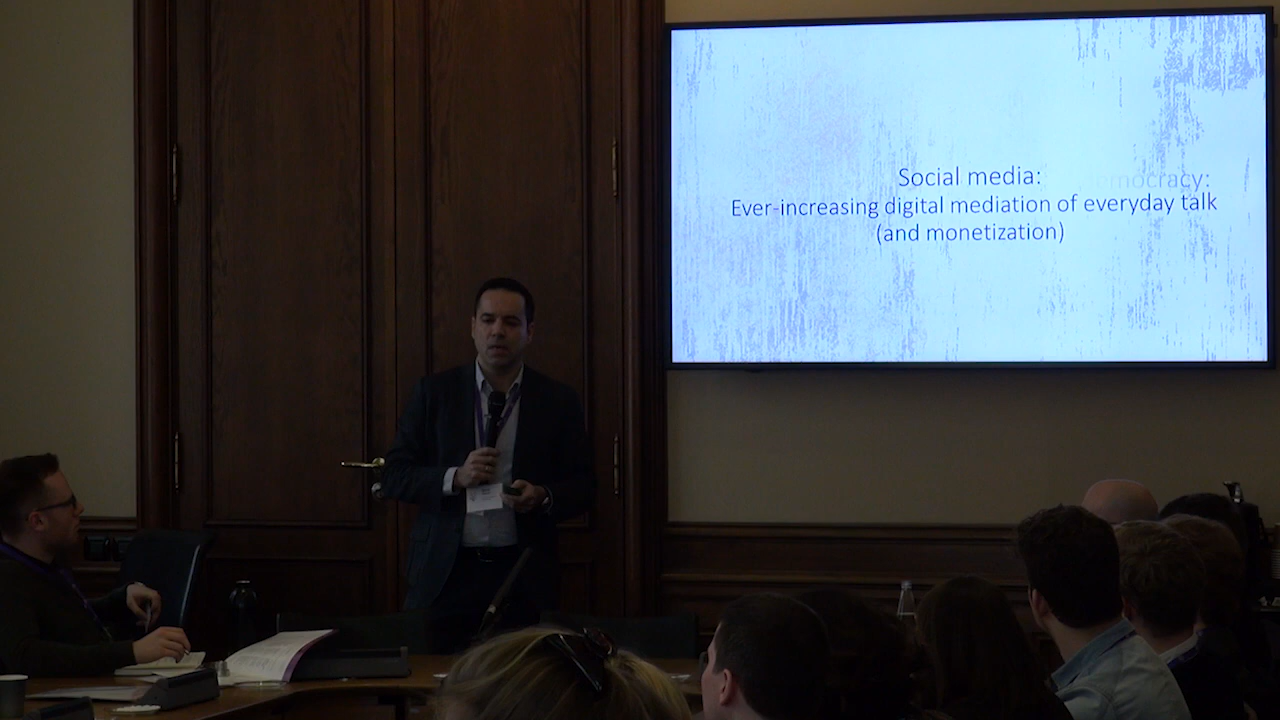 Social media:
Ever-increasing digital mediation of everyday talk
(and monetization)